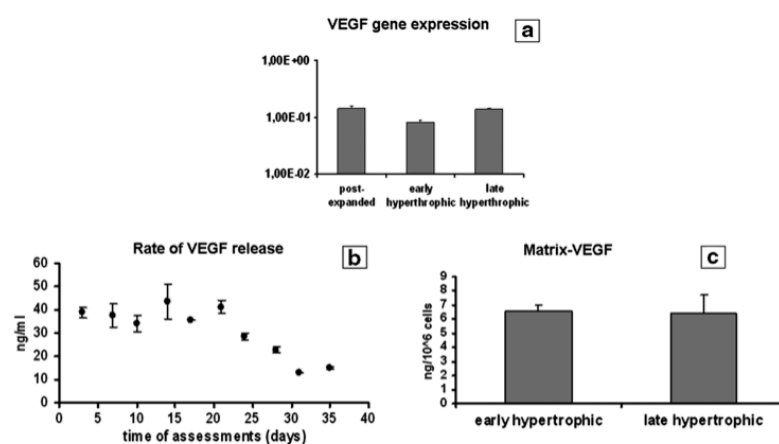 VEGF gene expression
a
1,00E+00
1,00E-01
1,00E-02
post-expanded
early hyperthrophic
late hyperthrophic
Rate of VEGF release
b
60
50
40
30
20
10
0
ng/ml
0 5 10 15 20 25 30 35 40
time of assessments (days)
Matrix-VEGF
c
9
8
7
6
5
4
3
2
1
0
ng/10^6 cells
early hypertrophic
late hypertrophic